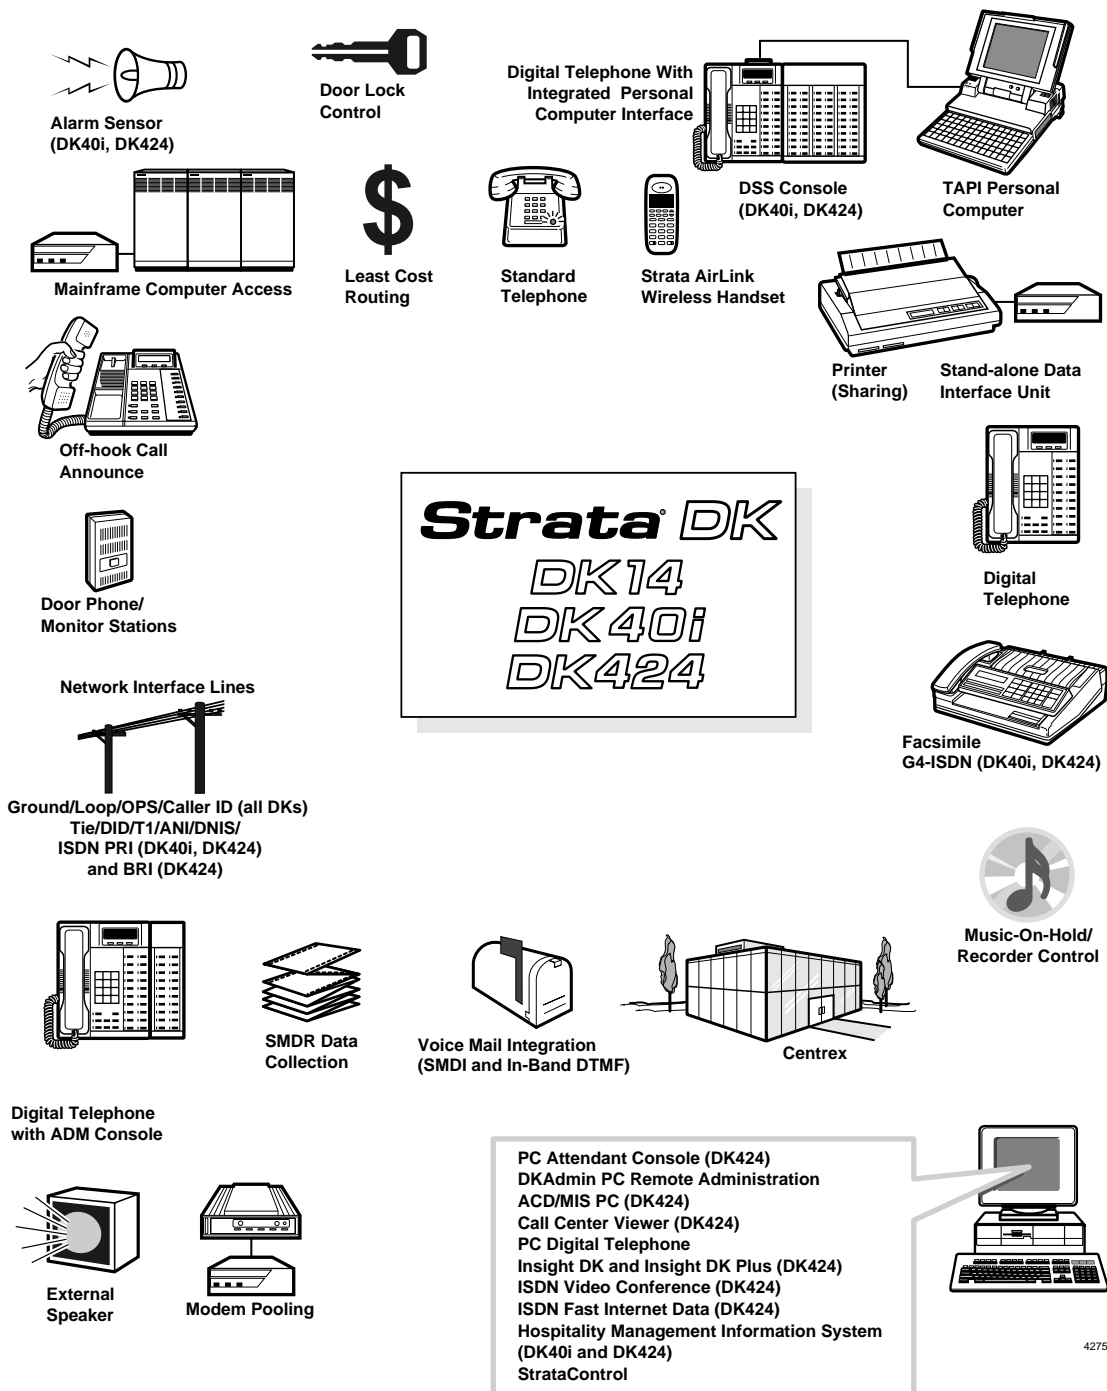 Alarm Sensor
(DK40i, DK424)
Door Lock
Control
Digital Telephone With
Integrated Personal
Computer Interface
DSS Console
(DK40i, DK424)
TAPI Personal
Computer
Mainframe Computer Access
$
Least Cost
Routing
Standard
Telephone
Strata AirLink
Wireless Handset
Printer
(Sharing)
Stand-alone Data
Interface Unit
Off-hook Call
Announce
Strata DK
DK14
DK40i
DK424
Digital
Telephone
Door Phone/
Monitor Stations
Network Interface Lines
Ground/Loop/OPS/Caller ID (all DKs)
Tie/DID/T1/ANI/DNIS/
ISDN PRI (DK40i, DK424)
and BRI (DK424)
Facsimile
G4-ISDN (DK40i, DK424)
Music-On-Hold/
Recorder Control
SMDR Data
Collection
Voice Mail Integration
(SMDI and In-Band DTMF)
Centrex
Digital Telephone
with ADM Console
External
Speaker
Modem Pooling
PC Attendant Console (DK424)
DKAdmin PC Remote Administration
ACD/MIS PC (DK424)
Call Center Viewer (DK424)
PC Digital Telephone
Insight DK and Insight DK Plus (DK424)
ISDN Video Conference (DK424)
ISDN Fast Internet Data (DK424)
Hospitality Management Information System
(DK40i and DK424)
StrataControl
4275